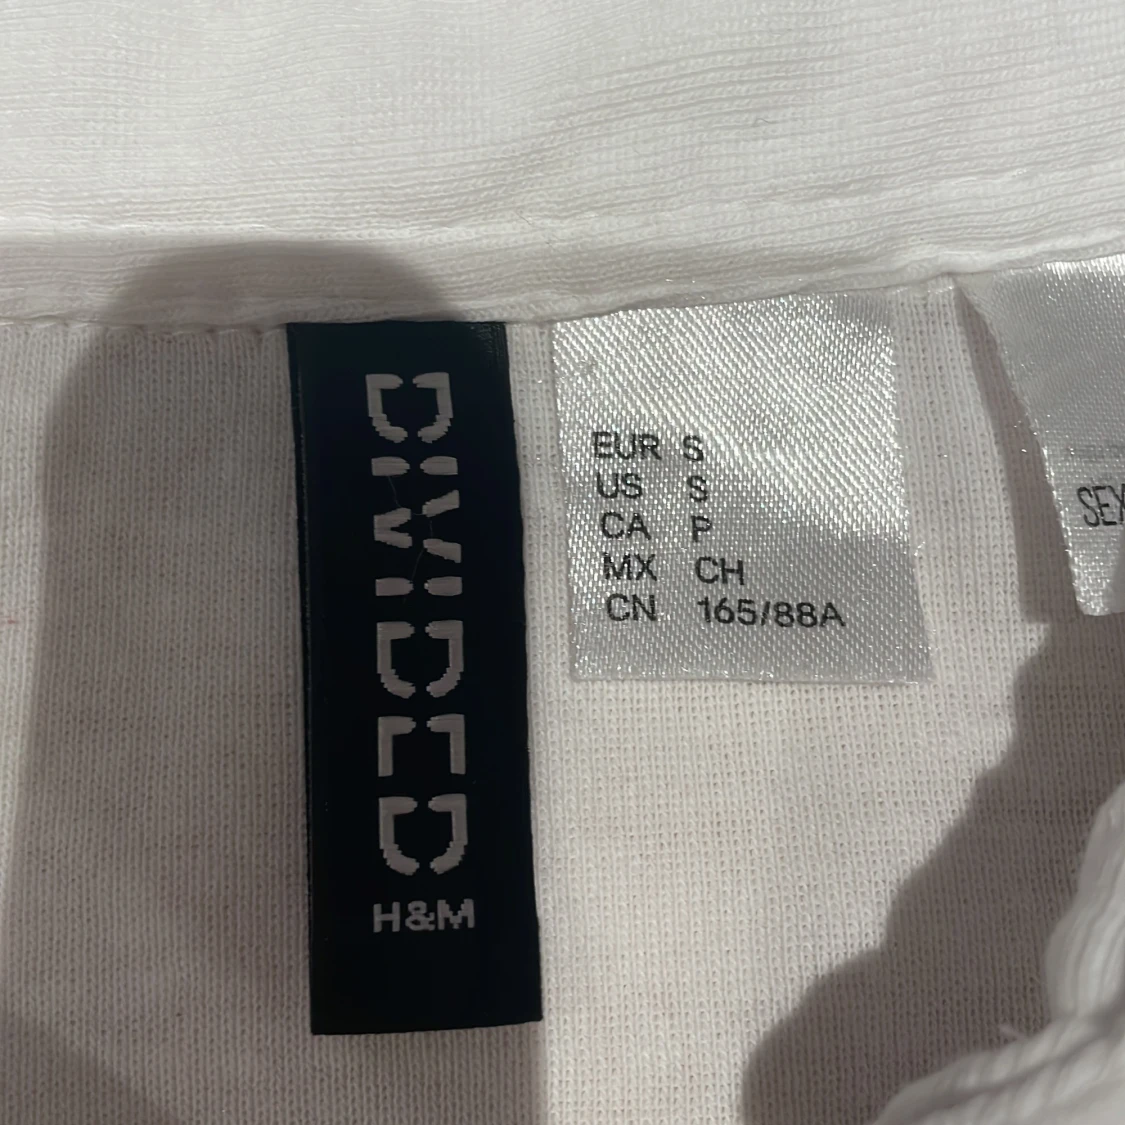 DIVIDED
H&M
EUR S
US S
CA P
MX CH
CN 165/88A